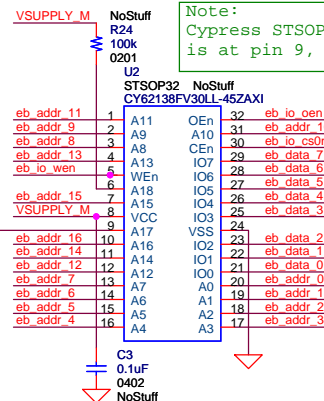 Note:
Cypress STSOP
is at pin 9,
VSUPPLY_M
NoStuff
R24
100k
0201
U2
STSOP32 NoStuff
CY62138FV30LL-45ZAXI
eb_addr_11 1 A11 OEn 32 eb_io_oen
eb_addr_9 2 A9 A10 31 eb_addr_1
eb_addr_8 3 A8 CEn 30 eb_io_cs0n
eb_addr_13 4 A13 IO7 29 eb_data_7
eb_io_wen 5 WEn IO6 28 eb_data_6
6 A18 IO5 27 eb_data_5
eb_addr_15 7 A15 IO4 26 eb_data_4
VSUPPLY_M 8 VCC IO3 25 eb_data_3
9 A17 VSS 24
eb_addr_16 10 A16 IO2 23 eb_data_2
eb_addr_14 11 A14 IO1 22 eb_data_1
eb_addr_12 12 A12 IO0 21 eb_data_0
eb_addr_7 13 A7 A0 20 eb_addr_0
eb_addr_6 14 A6 A1 19 eb_addr_1
eb_addr_5 15 A5 A2 18 eb_addr_2
eb_addr_4 16 A4 A3 17 eb_addr_3
C3
0.1uF
0402
NoStuff